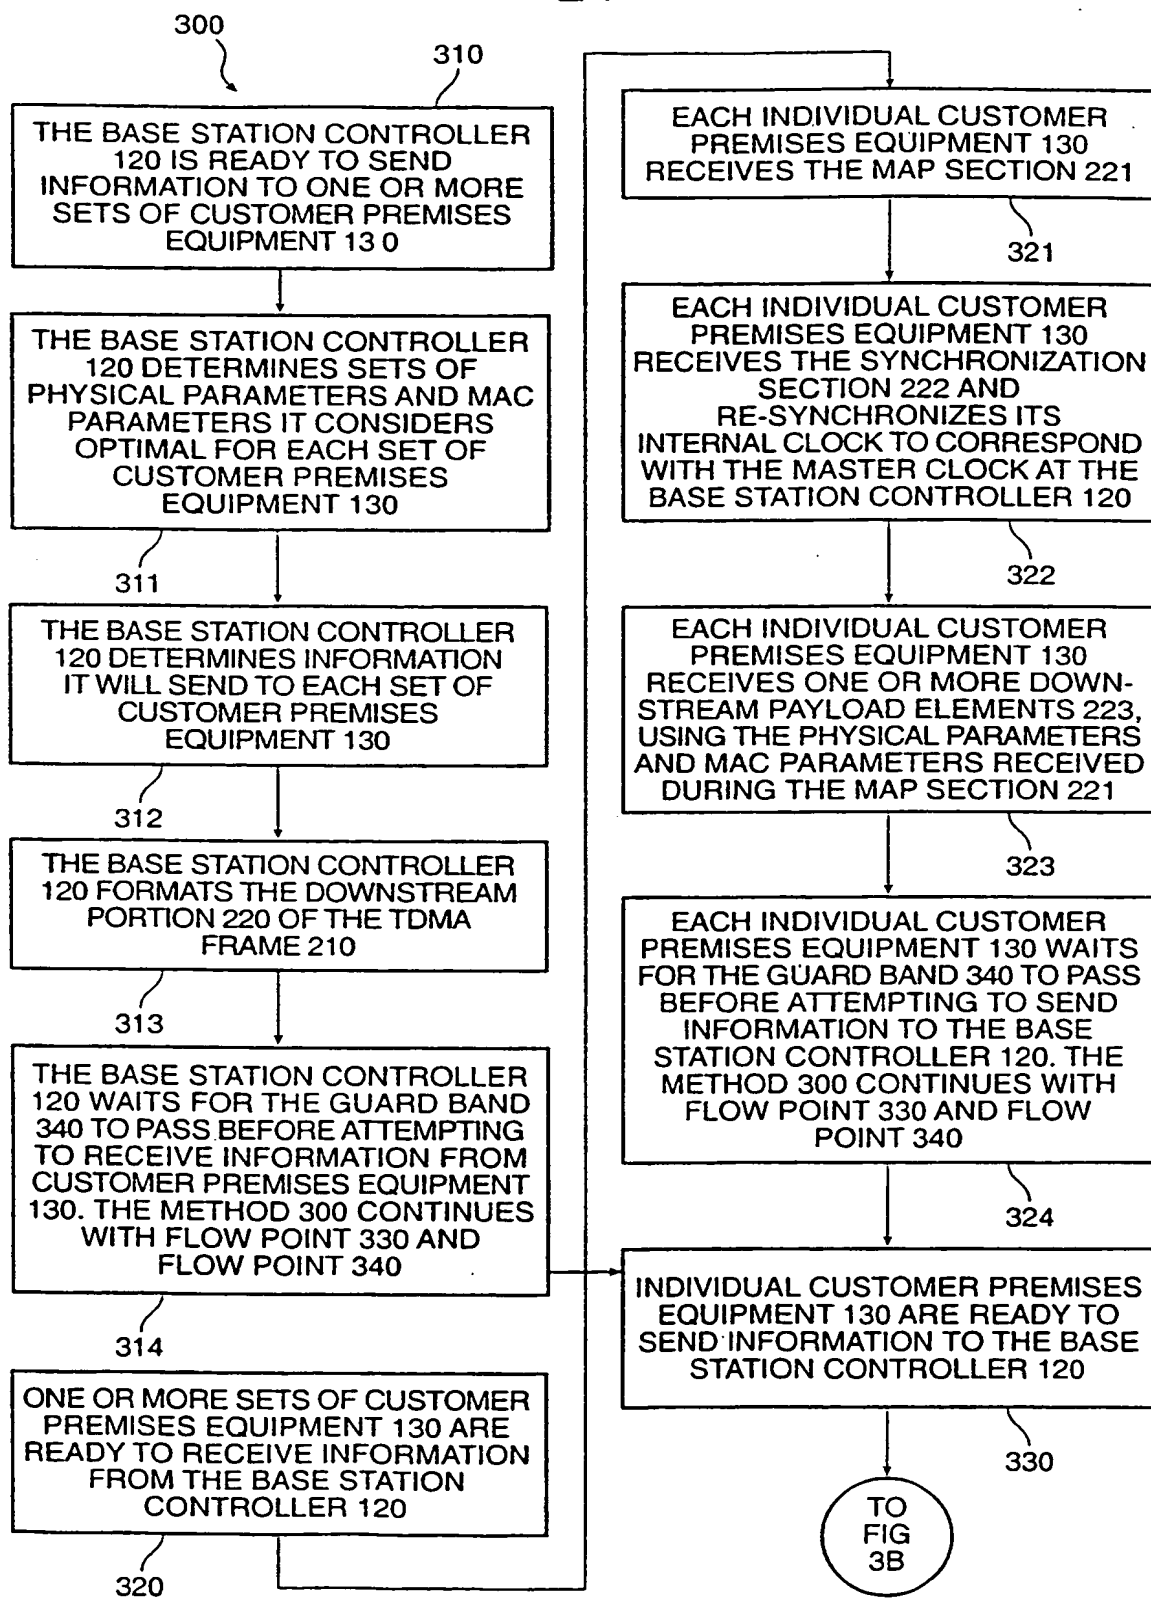 300
310
THE BASE STATION CONTROLLER
120 IS READY TO SEND
INFORMATION TO ONE OR MORE
SETS OF CUSTOMER PREMISES
EQUIPMENT 13 0
THE BASE STATION CONTROLLER
120 DETERMINES SETS OF
PHYSICAL PARAMETERS AND MAC
PARAMETERS IT CONSIDERS
OPTIMAL FOR EACH SET OF
CUSTOMER PREMISES
EQUIPMENT 130
311
THE BASE STATION CONTROLLER
120 DETERMINES INFORMATION
IT WILL SEND TO EACH SET OF
CUSTOMER PREMISES
EQUIPMENT 130
312
THE BASE STATION CONTROLLER
120 FORMATS THE DOWNSTREAM
PORTION 220 OF THE TDMA
FRAME 210
313
THE BASE STATION CONTROLLER
120 WAITS FOR THE GUARD BAND
340 TO PASS BEFORE ATTEMPTING
TO RECEIVE INFORMATION FROM
CUSTOMER PREMISES EQUIPMENT
130. THE METHOD 300 CONTINUES
WITH FLOW POINT 330 AND
FLOW POINT 340
314
ONE OR MORE SETS OF CUSTOMER
PREMISES EQUIPMENT 130 ARE
READY TO RECEIVE INFORMATION
FROM THE BASE STATION
CONTROLLER 120
320
EACH INDIVIDUAL CUSTOMER
PREMISES EQUIPMENT 130
RECEIVES THE MAP SECTION 221
321
EACH INDIVIDUAL CUSTOMER
PREMISES EQUIPMENT 130
RECEIVES THE SYNCHRONIZATION
SECTION 222 AND
RE-SYNCHRONIZES ITS
INTERNAL CLOCK TO CORRESPOND
WITH THE MASTER CLOCK AT THE
BASE STATION CONTROLLER 120
322
EACH INDIVIDUAL CUSTOMER
PREMISES EQUIPMENT 130
RECEIVES ONE OR MORE DOWN-
STREAM PAYLOAD ELEMENTS 223,
USING THE PHYSICAL PARAMETERS
AND MAC PARAMETERS RECEIVED
DURING THE MAP SECTION 221
323
EACH INDIVIDUAL CUSTOMER
PREMISES EQUIPMENT 130 WAITS
FOR THE GUARD BAND 340 TO PASS
BEFORE ATTEMPTING TO SEND
INFORMATION TO THE BASE
STATION CONTROLLER 120. THE
METHOD 300 CONTINUES WITH
FLOW POINT 330 AND FLOW
POINT 340
324
INDIVIDUAL CUSTOMER PREMISES
EQUIPMENT 130 ARE READY TO
SEND INFORMATION TO THE BASE
STATION CONTROLLER 120
330
TO
FIG
3B